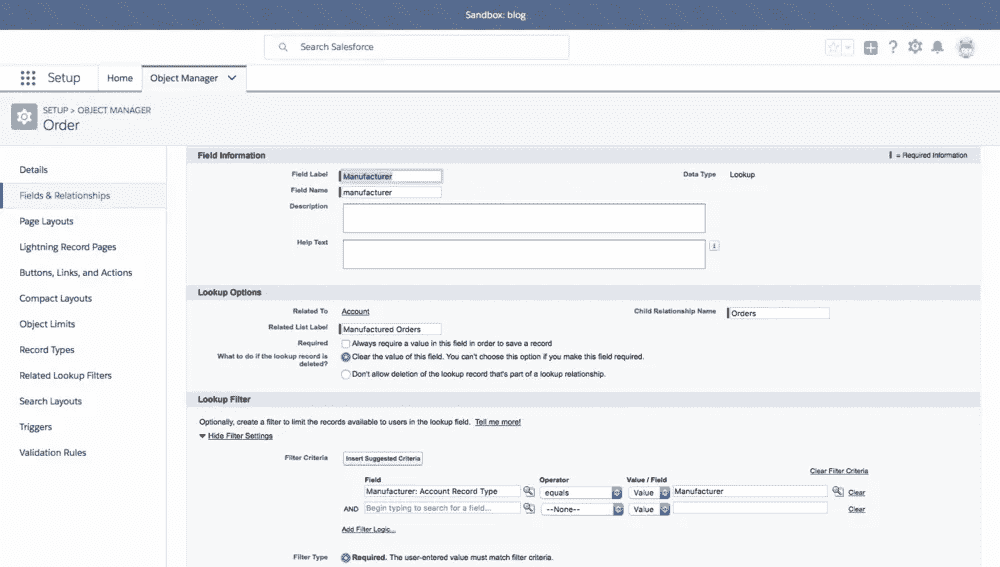 Sandbox: blog
Search Salesforce
Setup Home Object Manager
SETUP > OBJECT MANAGER
Order
Details
Fields & Relationships
Page Layouts
Lightning Record Pages
Buttons, Links, and Actions
Compact Layouts
Object Limits
Record Types
Related Lookup Filters
Search Layouts
Triggers
Validation Rules
Field Information = Required Information
Field Label Manufacturer Data Type Lookup
Field Name manufacturer
Description
Help Text i
Lookup Options
Related To Account Child Relationship Name Orders
Related List Label Manufactured Orders
Required Always require a value in this field in order to save a record
What to do if the lookup record is deleted? Clear the value of this field. You can't choose this option if you make this field required.
Don't allow deletion of the lookup record that's part of a lookup relationship.
Lookup Filter
Optionally, create a filter to limit the records available to users in the lookup field. Tell me more!
Hide Filter Settings
Filter Criteria Insert Suggested Criteria
Clear Filter Criteria
Field Operator Value / Field
Manufacturer: Account Record Type equals Value Manufacturer Clear
AND Begin typing to search for a field... --None-- Value Clear
Add Filter Logic...
Filter Type Required. The user-entered value must match filter criteria.